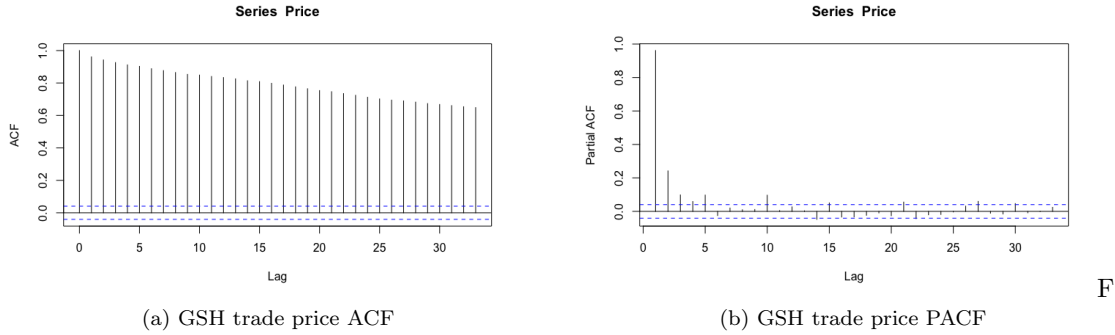 Series Price
ACF
1.0
0.8
0.6
0.4
0.2
0.0
0 5 10 15 20 25 30
Lag
(a) GSH trade price ACF
Series Price
Partial ACF
1.0
0.8
0.6
0.4
0.2
0.0
0 5 10 15 20 25 30
Lag
(b) GSH trade price PACF
F